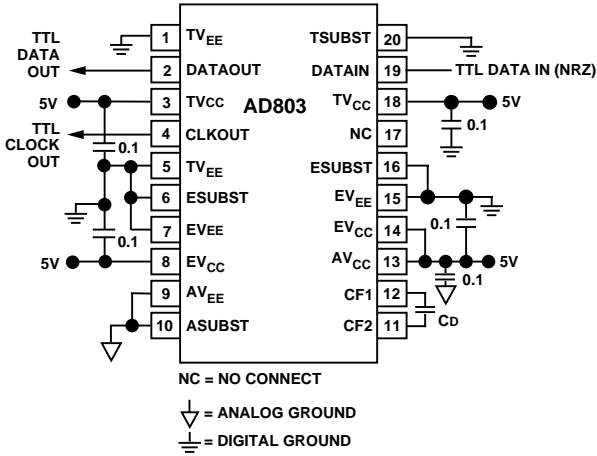 TTL DATA OUT
5V
TTL CLOCK OUT
0.1
0.1
5V
1 TVEE
2 DATAOUT
3 TVCC
4 CLKOUT
5 TVEE
6 ESUBST
7 EVEE
8 EVCC
9 AVEE
10 ASUBST
AD803
TSUBST 20
DATAIN 19
TVCC 18
NC 17
ESUBST 16
EVEE 15
EVCC 14
AVCC 13
CF1 12
CF2 11
TTL DATA IN (NRZ)
5V
0.1
0.1
5V
0.1
CD
NC = NO CONNECT
= ANALOG GROUND
= DIGITAL GROUND